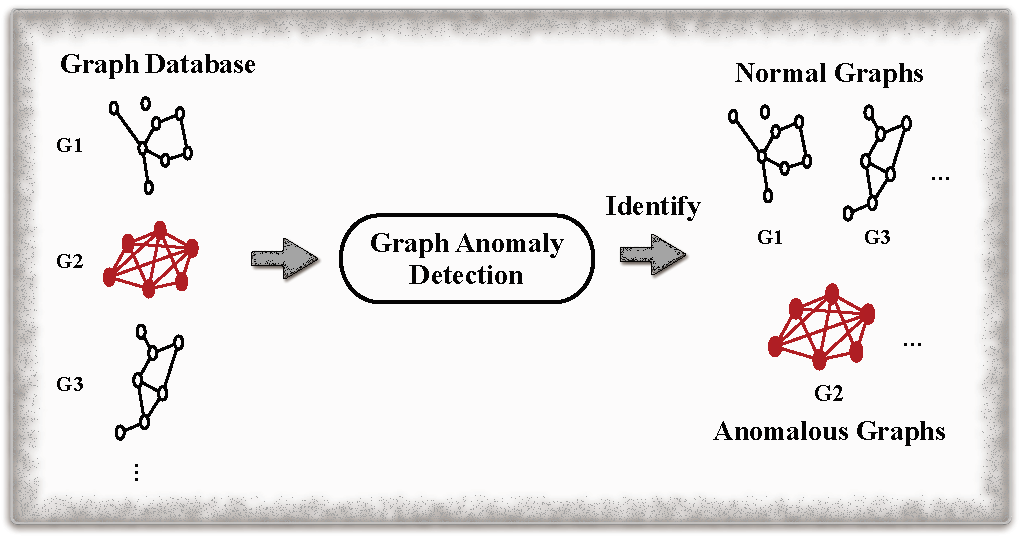 Graph Database
G1
G2
G3
⋮
Graph Anomaly
Detection
Identify
Normal Graphs
G1
G3
...
G2
...
Anomalous Graphs